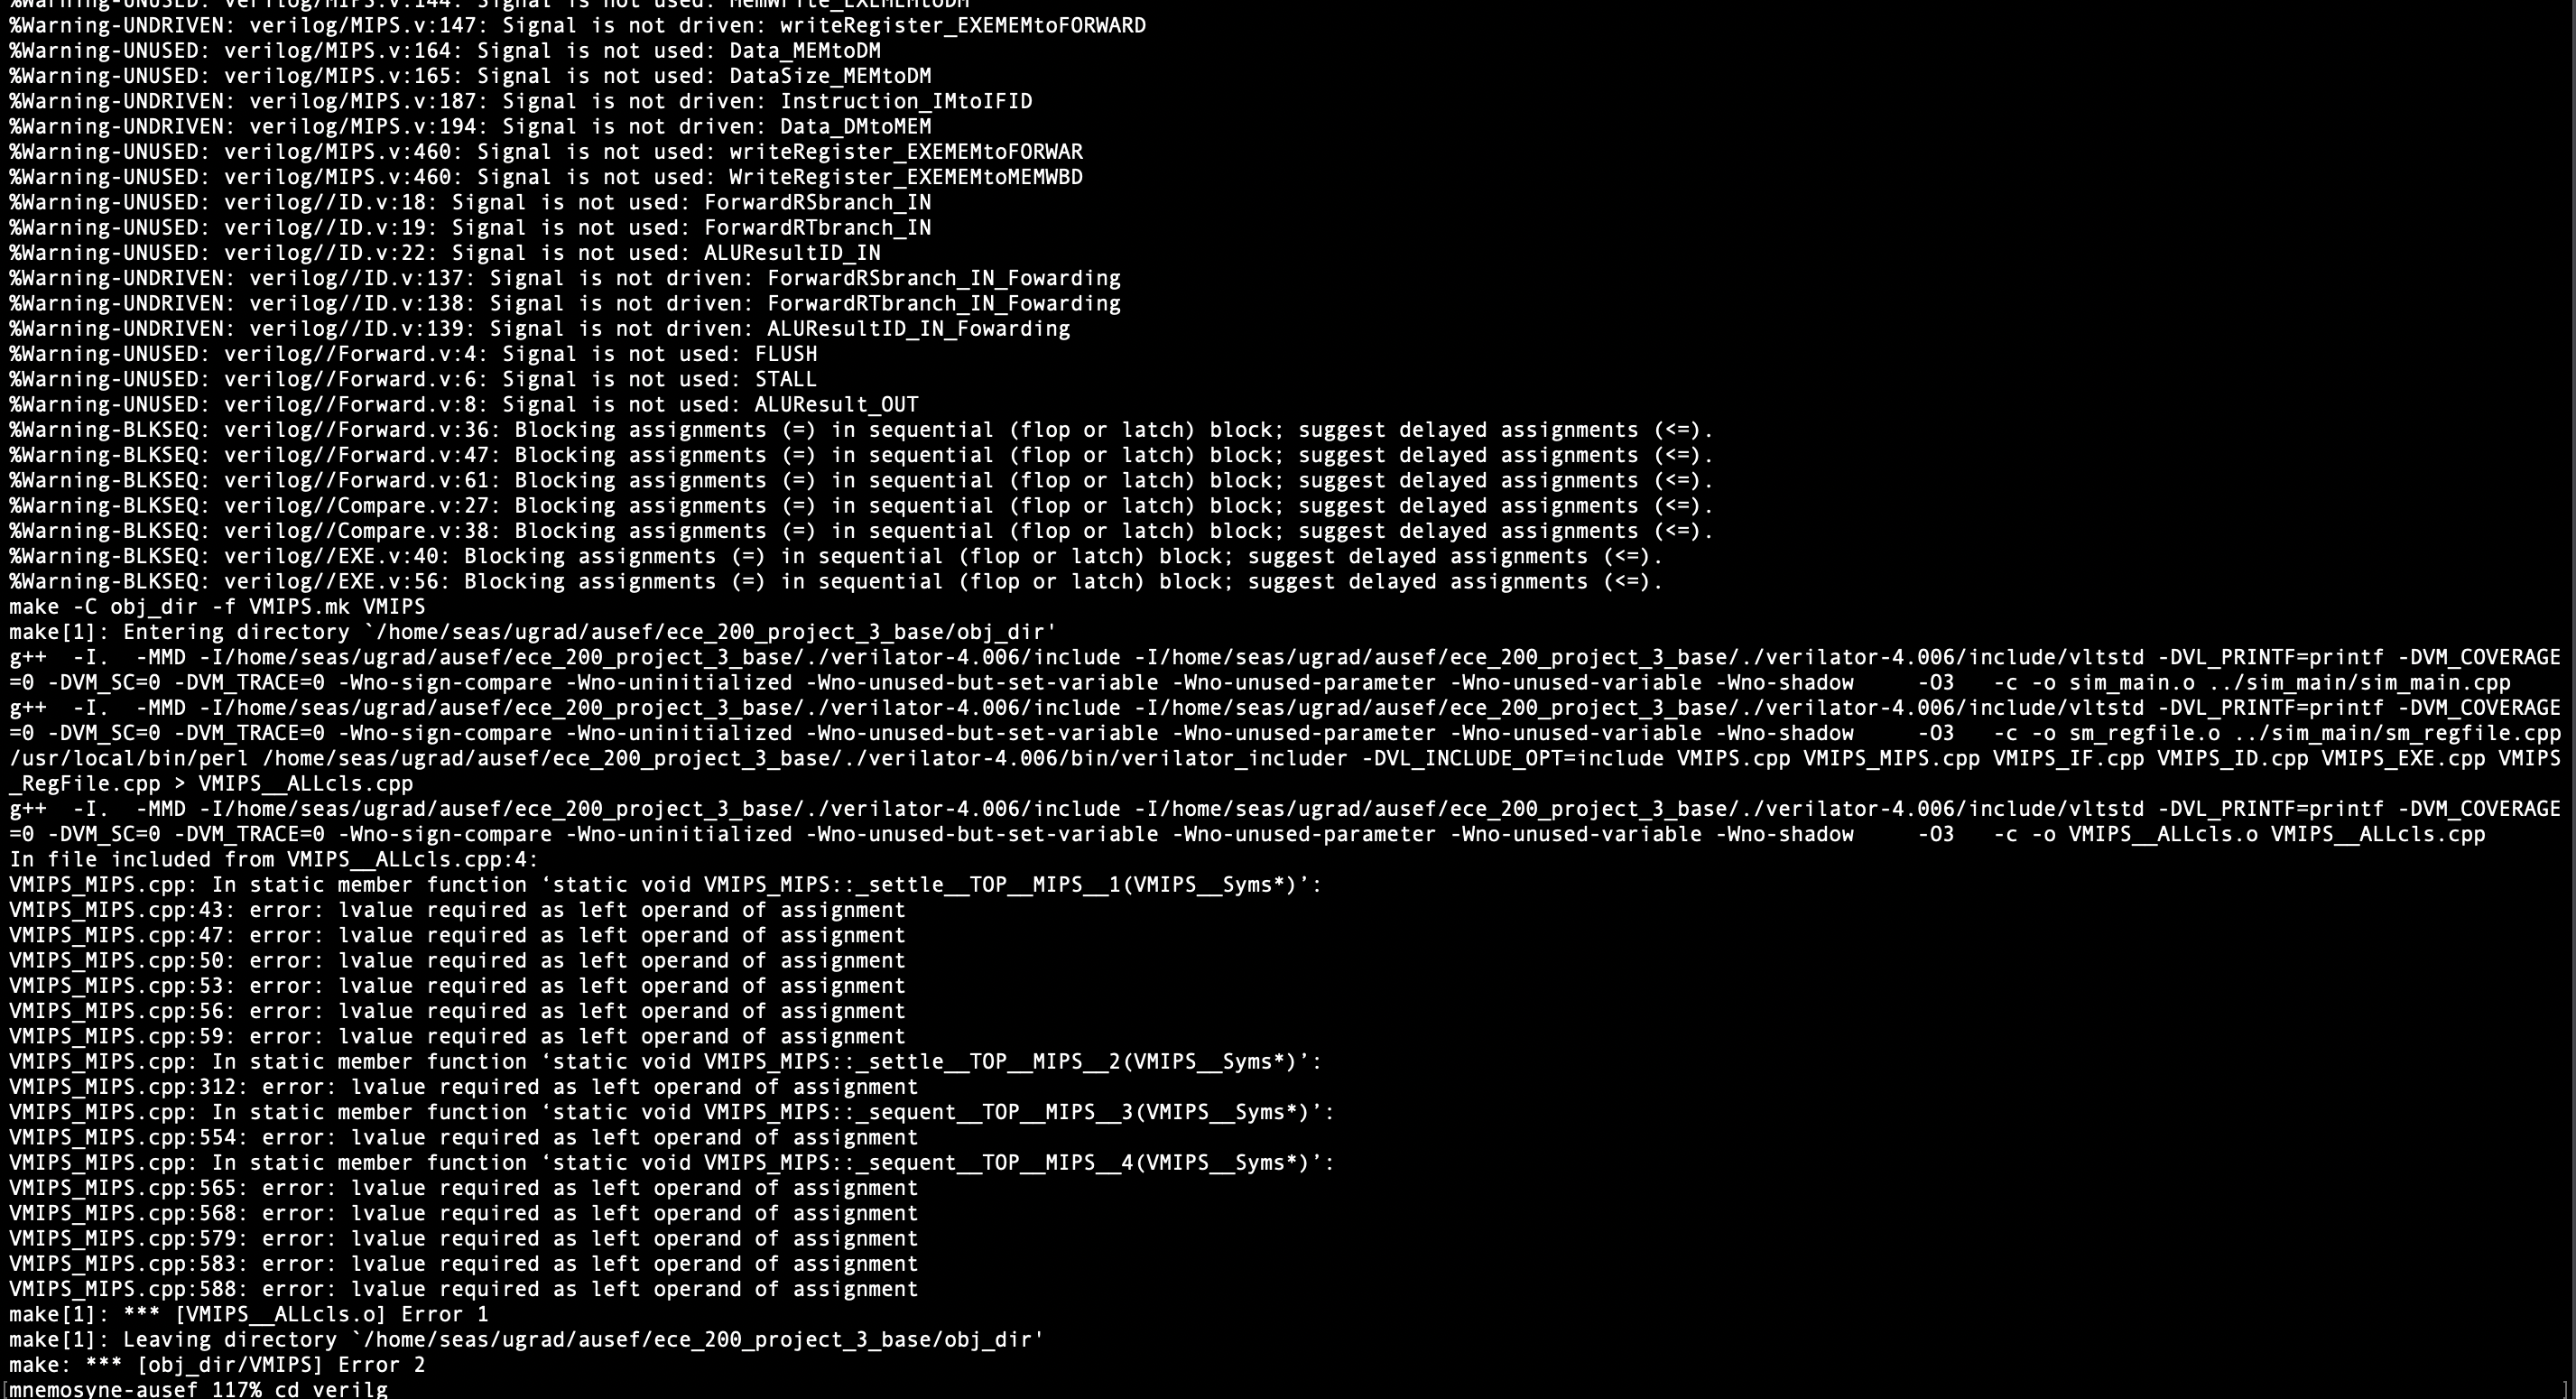 %Warning-UNUSED: verilog/MIPS.v:144: Signal is not used: MemWrite_EXEMEMtoDM
%Warning-UNDRIVEN: verilog/MIPS.v:147: Signal is not driven: writeRegister_EXEMEMtoFORWARD
%Warning-UNUSED: verilog/MIPS.v:164: Signal is not used: Data_MEMtoDM
%Warning-UNUSED: verilog/MIPS.v:165: Signal is not used: DataSize_MEMtoDM
%Warning-UNDRIVEN: verilog/MIPS.v:187: Signal is not driven: Instruction_IMtoIFID
%Warning-UNDRIVEN: verilog/MIPS.v:194: Signal is not driven: Data_DMtoMEM
%Warning-UNUSED: verilog/MIPS.v:460: Signal is not used: writeRegister_EXEMEMtoFORWAR
%Warning-UNUSED: verilog/MIPS.v:460: Signal is not used: WriteRegister_EXEMEMtoMEMWBD
%Warning-UNUSED: verilog//ID.v:18: Signal is not used: ForwardRSbranch_IN
%Warning-UNUSED: verilog//ID.v:19: Signal is not used: ForwardRTbranch_IN
%Warning-UNUSED: verilog//ID.v:22: Signal is not used: ALUResultID_IN
%Warning-UNDRIVEN: verilog//ID.v:137: Signal is not driven: ForwardRSbranch_IN_Fowarding
%Warning-UNDRIVEN: verilog//ID.v:138: Signal is not driven: ForwardRTbranch_IN_Fowarding
%Warning-UNDRIVEN: verilog//ID.v:139: Signal is not driven: ALUResultID_IN_Fowarding
%Warning-UNUSED: verilog//Forward.v:4: Signal is not used: FLUSH
%Warning-UNUSED: verilog//Forward.v:6: Signal is not used: STALL
%Warning-UNUSED: verilog//Forward.v:8: Signal is not used: ALUResult_OUT
%Warning-BLKSEQ: verilog//Forward.v:36: Blocking assignments (=) in sequential (flop or latch) block; suggest delayed assignments (<=).
%Warning-BLKSEQ: verilog//Forward.v:47: Blocking assignments (=) in sequential (flop or latch) block; suggest delayed assignments (<=).
%Warning-BLKSEQ: verilog//Forward.v:61: Blocking assignments (=) in sequential (flop or latch) block; suggest delayed assignments (<=).
%Warning-BLKSEQ: verilog//Compare.v:27: Blocking assignments (=) in sequential (flop or latch) block; suggest delayed assignments (<=).
%Warning-BLKSEQ: verilog//Compare.v:38: Blocking assignments (=) in sequential (flop or latch) block; suggest delayed assignments (<=).
%Warning-BLKSEQ: verilog//EXE.v:40: Blocking assignments (=) in sequential (flop or latch) block; suggest delayed assignments (<=).
%Warning-BLKSEQ: verilog//EXE.v:56: Blocking assignments (=) in sequential (flop or latch) block; suggest delayed assignments (<=).
make -C obj_dir -f VMIPS.mk VMIPS
make[1]: Entering directory `/home/seas/ugrad/ausef/ece_200_project_3_base/obj_dir'
g++  -I.  -MMD -I/home/seas/ugrad/ausef/ece_200_project_3_base/./verilator-4.006/include -I/home/seas/ugrad/ausef/ece_200_project_3_base/./verilator-4.006/include/vltstd -DVL_PRINTF=printf -DVM_COVERAGE
=0 -DVM_SC=0 -DVM_TRACE=0 -Wno-sign-compare -Wno-uninitialized -Wno-unused-but-set-variable -Wno-unused-parameter -Wno-unused-variable -Wno-shadow     -O3   -c -o sim_main.o ../sim_main/sim_main.cpp
g++  -I.  -MMD -I/home/seas/ugrad/ausef/ece_200_project_3_base/./verilator-4.006/include -I/home/seas/ugrad/ausef/ece_200_project_3_base/./verilator-4.006/include/vltstd -DVL_PRINTF=printf -DVM_COVERAGE
=0 -DVM_SC=0 -DVM_TRACE=0 -Wno-sign-compare -Wno-uninitialized -Wno-unused-but-set-variable -Wno-unused-parameter -Wno-unused-variable -Wno-shadow     -O3   -c -o sm_regfile.o ../sim_main/sm_regfile.cpp
/usr/local/bin/perl /home/seas/ugrad/ausef/ece_200_project_3_base/./verilator-4.006/bin/verilator_includer -DVL_INCLUDE_OPT=include VMIPS.cpp VMIPS_MIPS.cpp VMIPS_IF.cpp VMIPS_ID.cpp VMIPS_EXE.cpp VMIPS
_RegFile.cpp > VMIPS__ALLcls.cpp
g++  -I.  -MMD -I/home/seas/ugrad/ausef/ece_200_project_3_base/./verilator-4.006/include -I/home/seas/ugrad/ausef/ece_200_project_3_base/./verilator-4.006/include/vltstd -DVL_PRINTF=printf -DVM_COVERAGE
=0 -DVM_SC=0 -DVM_TRACE=0 -Wno-sign-compare -Wno-uninitialized -Wno-unused-but-set-variable -Wno-unused-parameter -Wno-unused-variable -Wno-shadow     -O3   -c -o VMIPS__ALLcls.o VMIPS__ALLcls.cpp
In file included from VMIPS__ALLcls.cpp:4:
VMIPS_MIPS.cpp: In static member function ‘static void VMIPS_MIPS::_settle__TOP__MIPS__1(VMIPS__Syms*)’:
VMIPS_MIPS.cpp:43: error: lvalue required as left operand of assignment
VMIPS_MIPS.cpp:47: error: lvalue required as left operand of assignment
VMIPS_MIPS.cpp:50: error: lvalue required as left operand of assignment
VMIPS_MIPS.cpp:53: error: lvalue required as left operand of assignment
VMIPS_MIPS.cpp:56: error: lvalue required as left operand of assignment
VMIPS_MIPS.cpp:59: error: lvalue required as left operand of assignment
VMIPS_MIPS.cpp: In static member function ‘static void VMIPS_MIPS::_settle__TOP__MIPS__2(VMIPS__Syms*)’:
VMIPS_MIPS.cpp:312: error: lvalue required as left operand of assignment
VMIPS_MIPS.cpp: In static member function ‘static void VMIPS_MIPS::_sequent__TOP__MIPS__3(VMIPS__Syms*)’:
VMIPS_MIPS.cpp:554: error: lvalue required as left operand of assignment
VMIPS_MIPS.cpp: In static member function ‘static void VMIPS_MIPS::_sequent__TOP__MIPS__4(VMIPS__Syms*)’:
VMIPS_MIPS.cpp:565: error: lvalue required as left operand of assignment
VMIPS_MIPS.cpp:568: error: lvalue required as left operand of assignment
VMIPS_MIPS.cpp:579: error: lvalue required as left operand of assignment
VMIPS_MIPS.cpp:583: error: lvalue required as left operand of assignment
VMIPS_MIPS.cpp:588: error: lvalue required as left operand of assignment
make[1]: *** [VMIPS__ALLcls.o] Error 1
make[1]: Leaving directory `/home/seas/ugrad/ausef/ece_200_project_3_base/obj_dir'
make: *** [obj_dir/VMIPS] Error 2
[mnemosyne-ausef 117% cd verilg ]